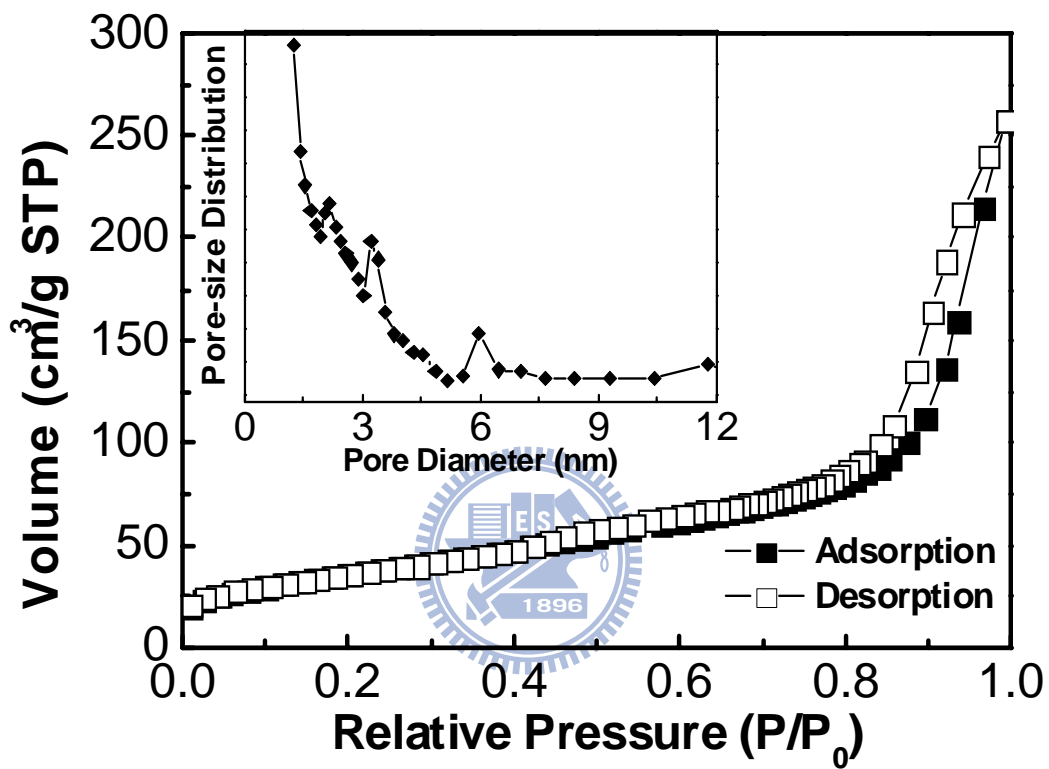 300
250
200
150
100
50
0
Volume (cm³/g STP)
0.0 0.2 0.4 0.6 0.8 1.0
Relative Pressure (P/P₀)
Pore-size Distribution
0 3 6 9 12
Pore Diameter (nm)
Adsorption
Desorption
E S
1896